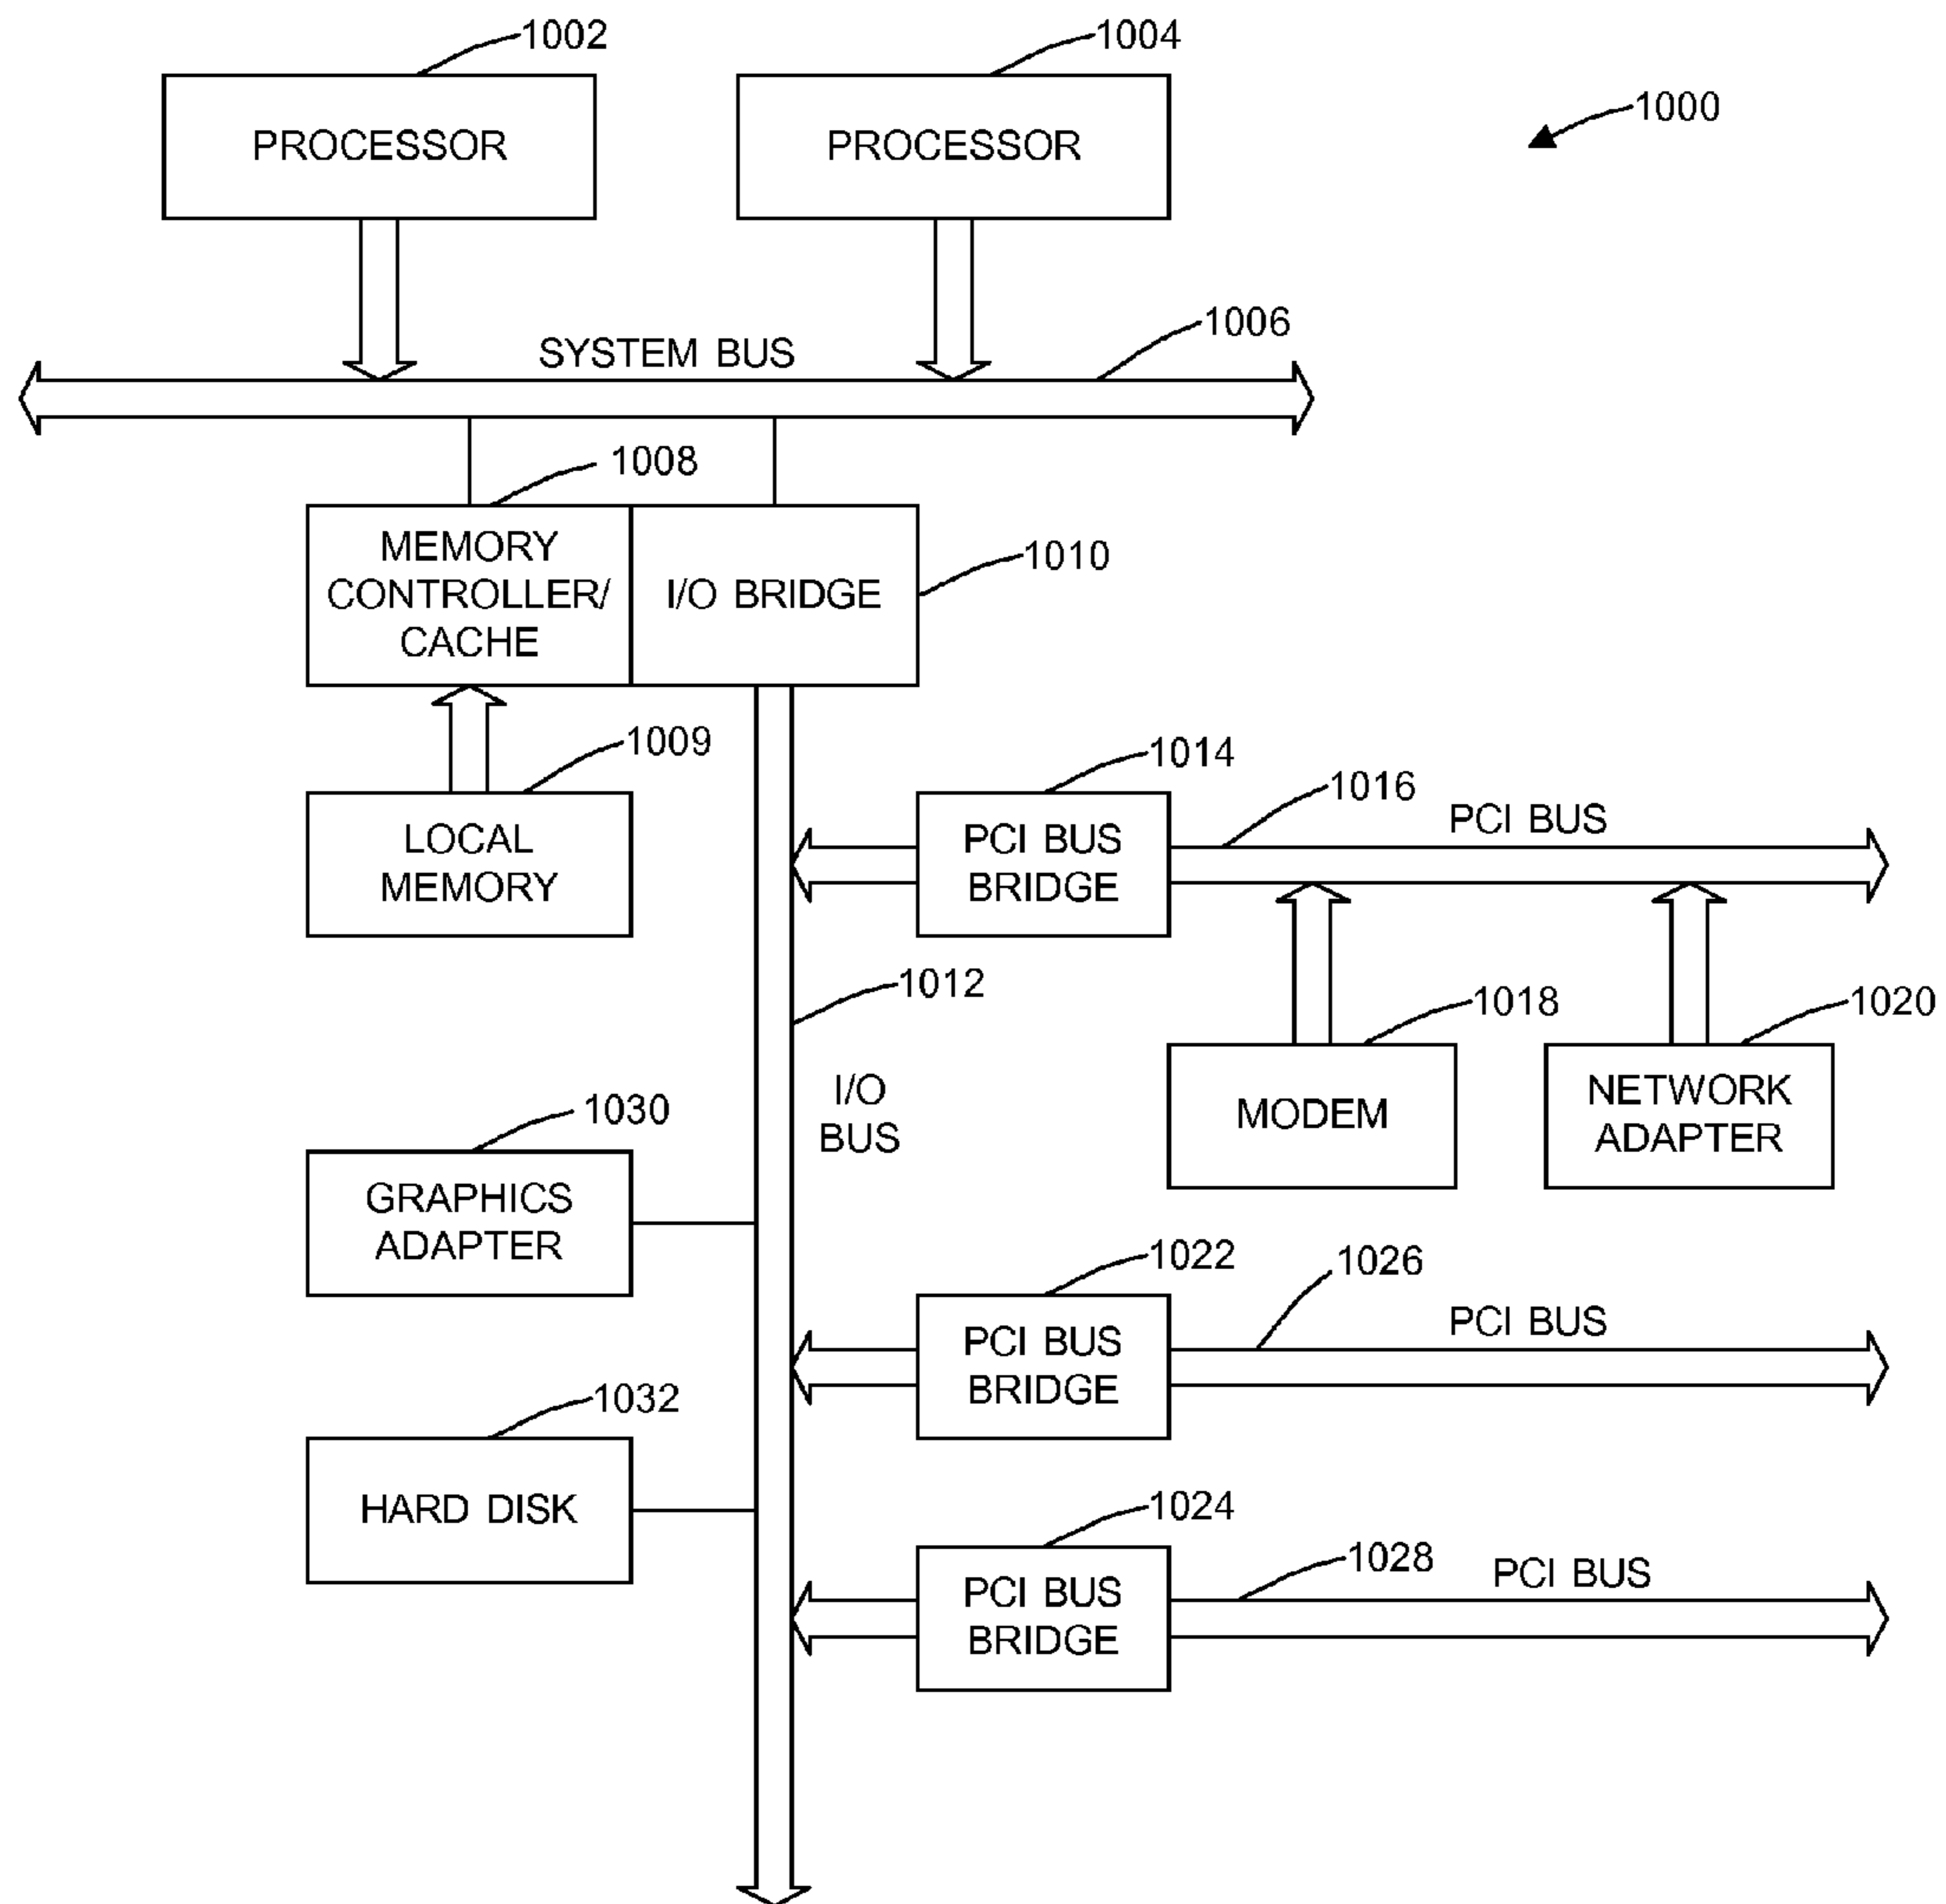 1002
1004
1000
PROCESSOR
PROCESSOR
1006
SYSTEM BUS
1008
MEMORY
CONTROLLER/
CACHE
I/O BRIDGE
1010
1009
LOCAL
MEMORY
1014
PCI BUS
BRIDGE
1016
PCI BUS
1012
1018
1020
I/O
BUS
MODEM
NETWORK
ADAPTER
1030
GRAPHICS
ADAPTER
1022
PCI BUS
BRIDGE
1026
PCI BUS
1032
HARD DISK
1024
PCI BUS
BRIDGE
1028
PCI BUS